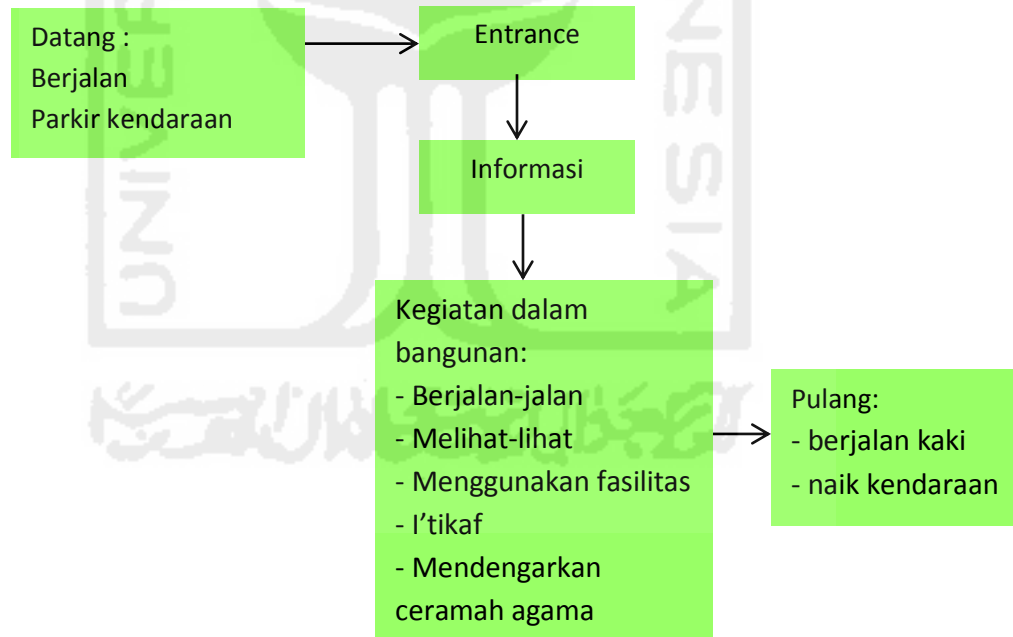 Datang :
Berjalan
Parkir kendaraan
Entrance
Informasi
Kegiatan dalam
bangunan:
- Berjalan-jalan
- Melihat-lihat
- Menggunakan fasilitas
- I’tikaf
- Mendengarkan
ceramah agama
Pulang:
- berjalan kaki
- naik kendaraan